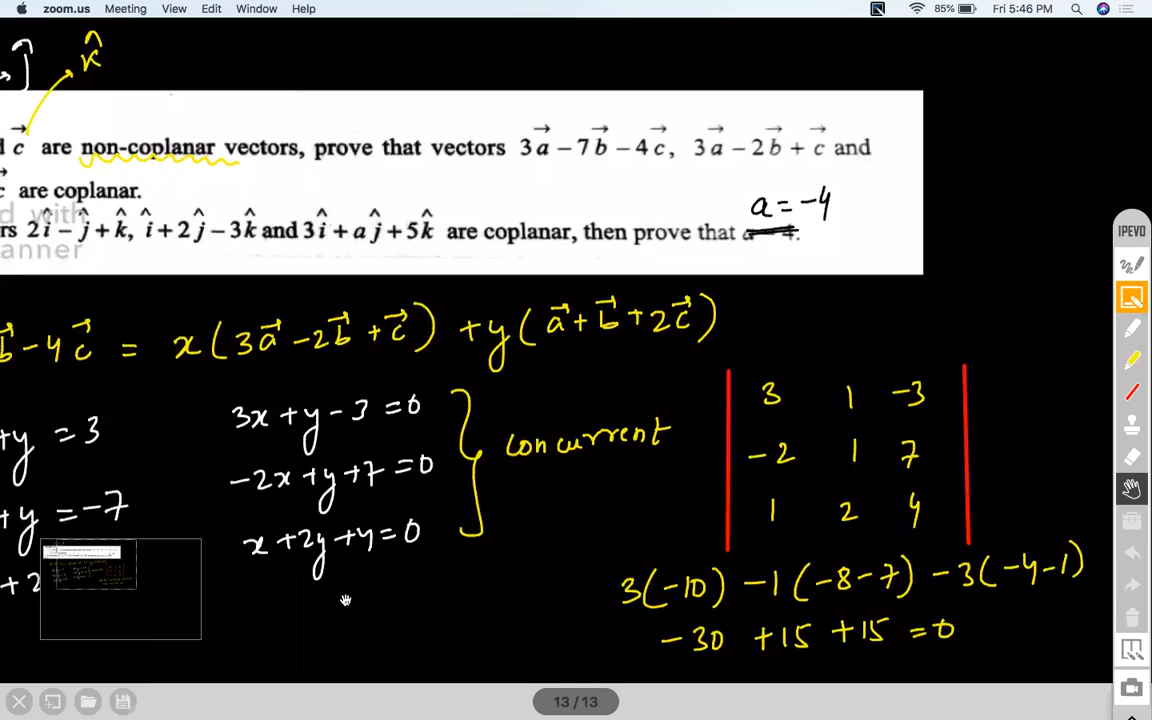 zoom.us Meeting View Edit Window Help 85% Fri 5:46 PM
ĵ k̂
c⃗ are non-coplanar vectors, prove that vectors 3a⃗ − 7b⃗ − 4c⃗, 3a⃗ − 2b⃗ + c⃗ and
c are coplanar.
a = -4
rs 2î − ĵ + k̂, î + 2ĵ − 3k̂ and 3î + aĵ + 5k̂ are coplanar, then prove that
d with
anner
b⃗ - 4c⃗ = x(3a⃗ - 2b⃗ + c⃗) + y(a⃗ + b⃗ + 2c⃗)
+y = 3
+y = -7
+ 2
3x + y - 3 = 0
-2x + y + 7 = 0
x + 2y + 4 = 0
concurrent
3 1 -3
-2 1 7
1 2 4
3(-10) -1(-8-7) -3(-4-1)
-30 +15 +15 = 0
IPEVO
13 / 13